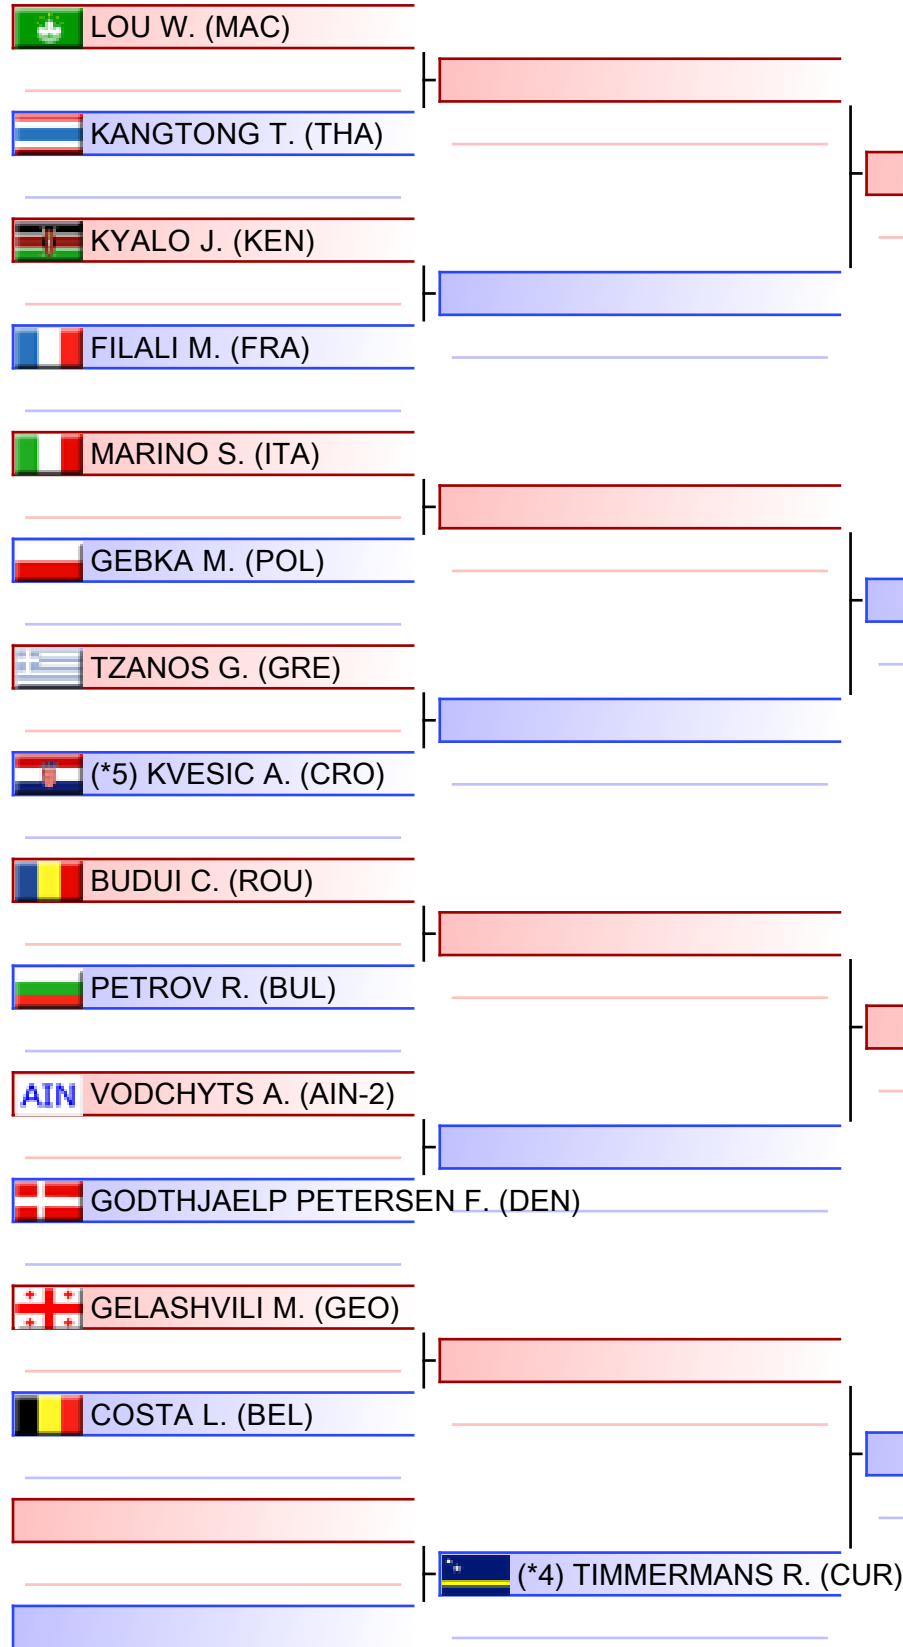 LOU W. (MAC)
KANGTONG T. (THA)
KYALO J. (KEN)
FILALI M. (FRA)
MARINO S. (ITA)
GEBKA M. (POL)
TZANOS G. (GRE)
(*5) KVESIC A. (CRO)
BUDUI C. (ROU)
PETROV R. (BUL)
AIN VODCHYTS A. (AIN-2)
GODTHJAELP PETERSEN F. (DEN)
GELASHVILI M. (GEO)
COSTA L. (BEL)
(*4) TIMMERMANS R. (CUR)